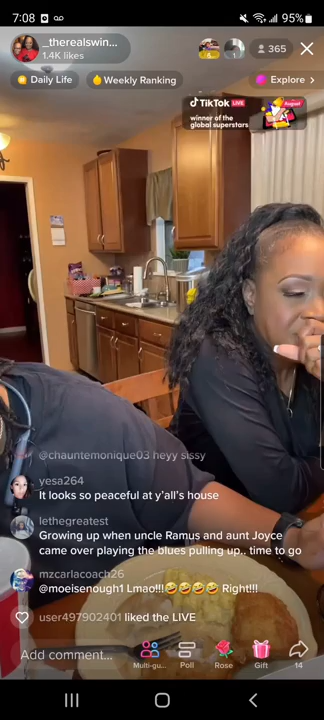 7:08
95%
_therealswin...
1.4K likes
365
Daily Life
Weekly Ranking
Explore >
TikTok LIVE
winner of the
global superstars
August
@chauntemonique03 heyy sissy
yesa264
It looks so peaceful at y'all's house
lethegreatest
Growing up when uncle Ramus and aunt Joyce
came over playing the blues pulling up.. time to go
mzcarlacoach26
@moeisenough1 Lmao!!!🤣🤣🤣🤣 Right!!!
user497902401 liked the LIVE
Add comment...
Multi-gu...
Poll
Rose
Gift
14